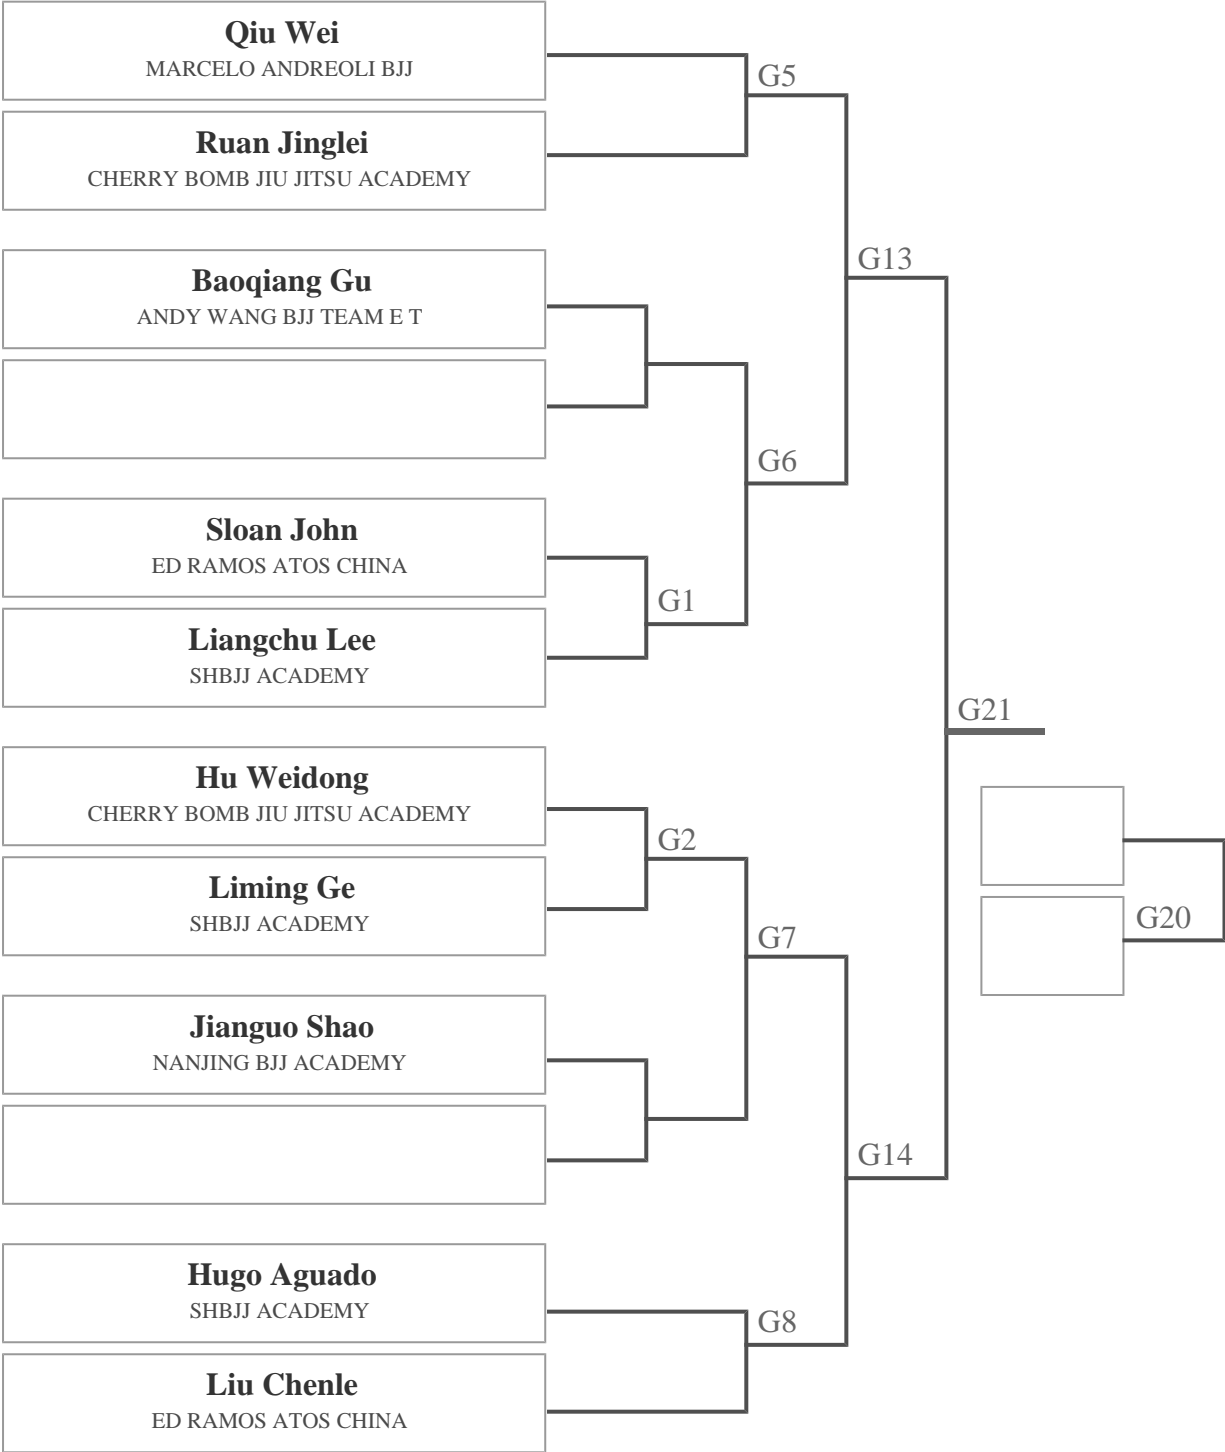 Qiu Wei
MARCELO ANDREOLI BJJ
G5
Ruan Jinglei
CHERRY BOMB JIU JITSU ACADEMY
G13
Baoqiang Gu
ANDY WANG BJJ TEAM E T
G6
Sloan John
ED RAMOS ATOS CHINA
G1
Liangchu Lee
SHBJJ ACADEMY
G21
Hu Weidong
CHERRY BOMB JIU JITSU ACADEMY
G2
Liming Ge
SHBJJ ACADEMY
G20
G7
Jianguo Shao
NANJING BJJ ACADEMY
G14
Hugo Aguado
SHBJJ ACADEMY
G8
Liu Chenle
ED RAMOS ATOS CHINA